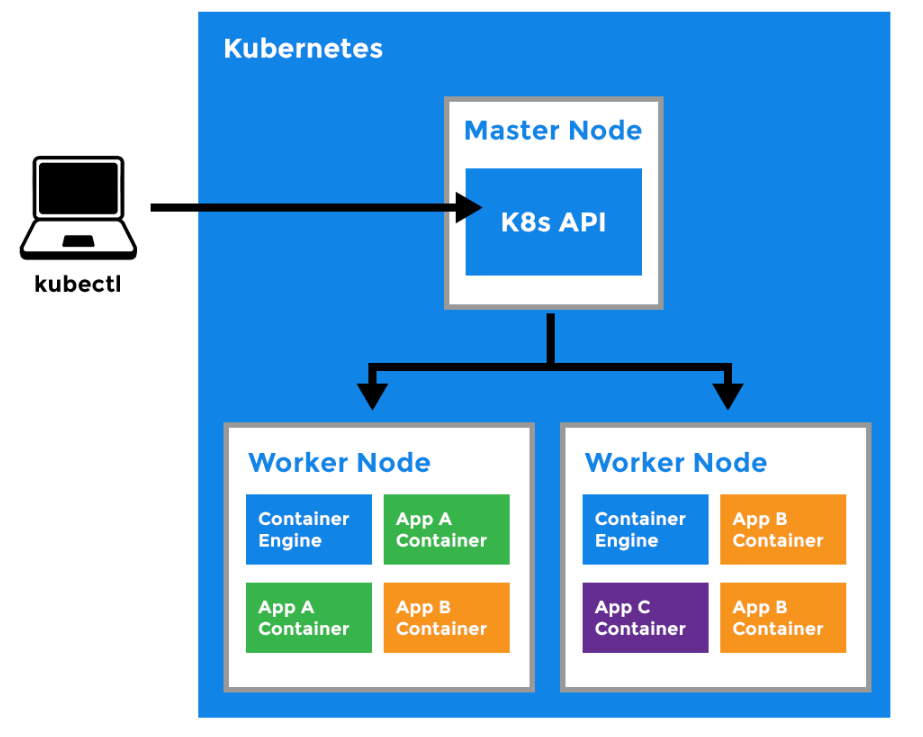 Kubernetes
Master Node
K8s API
kubectl
Worker Node
Container
Engine
App A
Container
App A
Container
App B
Container
Worker Node
Container
Engine
App B
Container
App C
Container
App B
Container